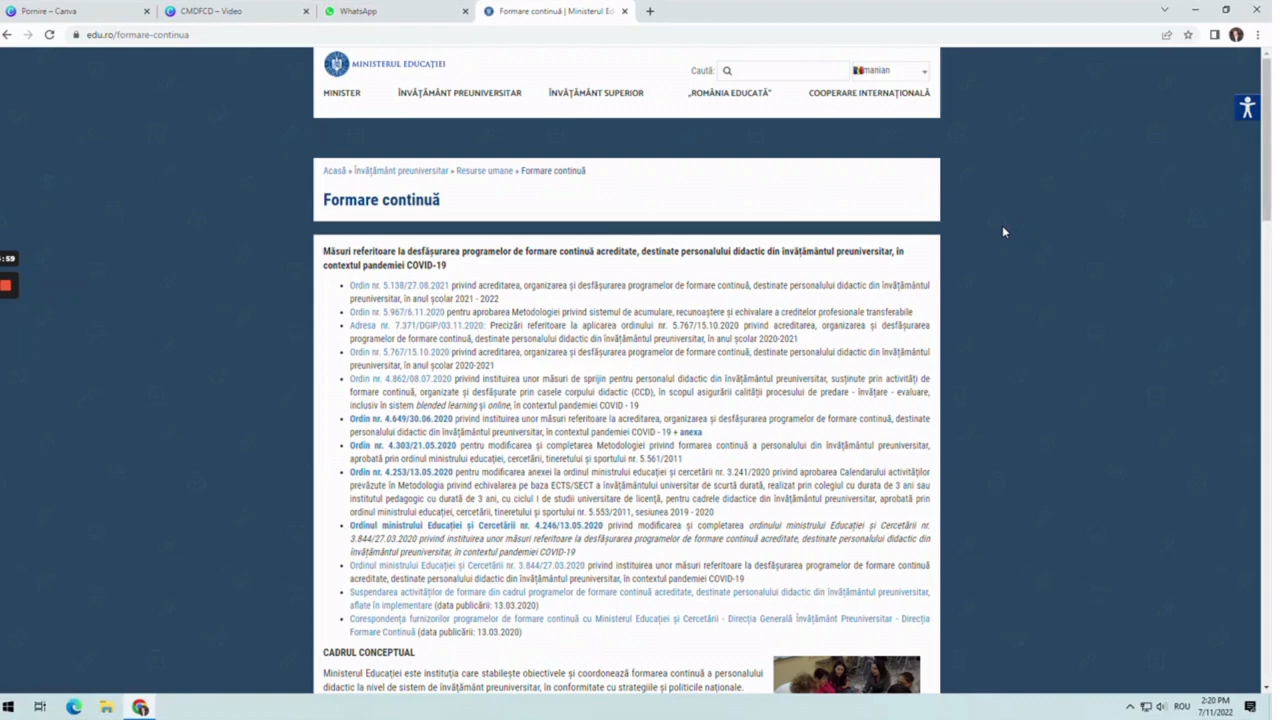 Pornire – Canva
CMDFCD – Video
WhatsApp
Formare continuă | Ministerul Ed
edu.ro/formare-continua
MINISTERUL EDUCAȚIEI
Caută:
manian
MINISTER ÎNVĂȚĂMÂNT PREUNIVERSITAR ÎNVĂȚĂMÂNT SUPERIOR „ROMÂNIA EDUCATĂ” COOPERARE INTERNAȚIONALĂ
Acasă » Învățământ preuniversitar » Resurse umane » Formare continuă
Formare continuă
:59
Măsuri referitoare la desfășurarea programelor de formare continuă acreditate, destinate personalului didactic din învățământul preuniversitar, în
contextul pandemiei COVID-19
Ordin nr. 5.138/27.08.2021 privind acreditarea, organizarea și desfășurarea programelor de formare continuă, destinate personalului didactic din învățământul
preuniversitar, în anul școlar 2021 - 2022
Ordin nr. 5.967/6.11.2020 pentru aprobarea Metodologiei privind sistemul de acumulare, recunoaștere și echivalare a creditelor profesionale transferabile
Adresa nr. 7.371/DGIP/03.11.2020: Precizări referitoare la aplicarea ordinului nr. 5.767/15.10.2020 privind acreditarea, organizarea și desfășurarea
programelor de formare continuă, destinate personalului didactic din învățământul preuniversitar, în anul școlar 2020-2021
Ordin nr. 5.767/15.10.2020 privind acreditarea, organizarea și desfășurarea programelor de formare continuă, destinate personalului didactic din învățământul
preuniversitar, în anul școlar 2020-2021
Ordin nr. 4.862/08.07.2020 privind instituirea unor măsuri de sprijin pentru personalul didactic din învățământul preuniversitar, susținute prin activități de
formare continuă, organizate și desfășurate prin casele corpului didactic (CCD), în scopul asigurării calității procesului de predare - învățare - evaluare,
inclusiv în sistem blended learning și online, în contextul pandemiei COVID - 19
Ordin nr. 4.649/30.06.2020 privind instituirea unor măsuri referitoare la acreditarea, organizarea și desfășurarea programelor de formare continuă, destinate
personalului didactic din învățământul preuniversitar, în contextul pandemiei COVID - 19 + anexa
Ordin nr. 4.303/21.05.2020 pentru modificarea și completarea Metodologiei privind formarea continuă a personalului din învățământul preuniversitar,
aprobată prin ordinul ministrului educației, cercetării, tineretului și sportului nr. 5.561/2011
Ordin nr. 4.253/13.05.2020 pentru modificarea anexei la ordinul ministrului educației și cercetării nr. 3.241/2020 privind aprobarea Calendarului activităților
prevăzute în Metodologia privind echivalarea pe baza ECTS/SECT a învățământului universitar de scurtă durată, realizat prin colegiul cu durata de 3 ani sau
institutul pedagogic cu durată de 3 ani, cu ciclul I de studii universitare de licență, pentru cadrele didactice din învățământul preuniversitar, aprobată prin
ordinul ministrului educației, cercetării, tineretului și sportului nr. 5.553/2011, sesiunea 2019 - 2020
Ordinul ministrului Educației și Cercetării nr. 4.246/13.05.2020 privind modificarea și completarea ordinului ministrului Educației și Cercetării nr.
3.844/27.03.2020 privind instituirea unor măsuri referitoare la desfășurarea programelor de formare continuă acreditate, destinate personalului didactic din
învățământul preuniversitar, în contextul pandemiei COVID-19
Ordinul ministrului Educației și Cercetării nr. 3.844/27.03.2020 privind instituirea unor măsuri referitoare la desfășurarea programelor de formare continuă
acreditate, destinate personalului didactic din învățământul preuniversitar, în contextul pandemiei COVID-19
Suspendarea activităților de formare din cadrul programelor de formare continuă acreditate, destinate personalului didactic din învățământul preuniversitar,
aflate în implementare (data publicării: 13.03.2020)
Corespondența furnizorilor programelor de formare continuă cu Ministerul Educației și Cercetării - Direcția Generală Învățământ Preuniversitar - Direcția
Formare Continuă (data publicării: 13.03.2020)
CADRUL CONCEPTUAL
Ministerul Educației este instituția care stabilește obiectivele și coordonează formarea continuă a personalului
didactic la nivel de sistem de învățământ preuniversitar, în conformitate cu strategiile și politicile naționale.
ROU
2:20 PM
7/11/2022